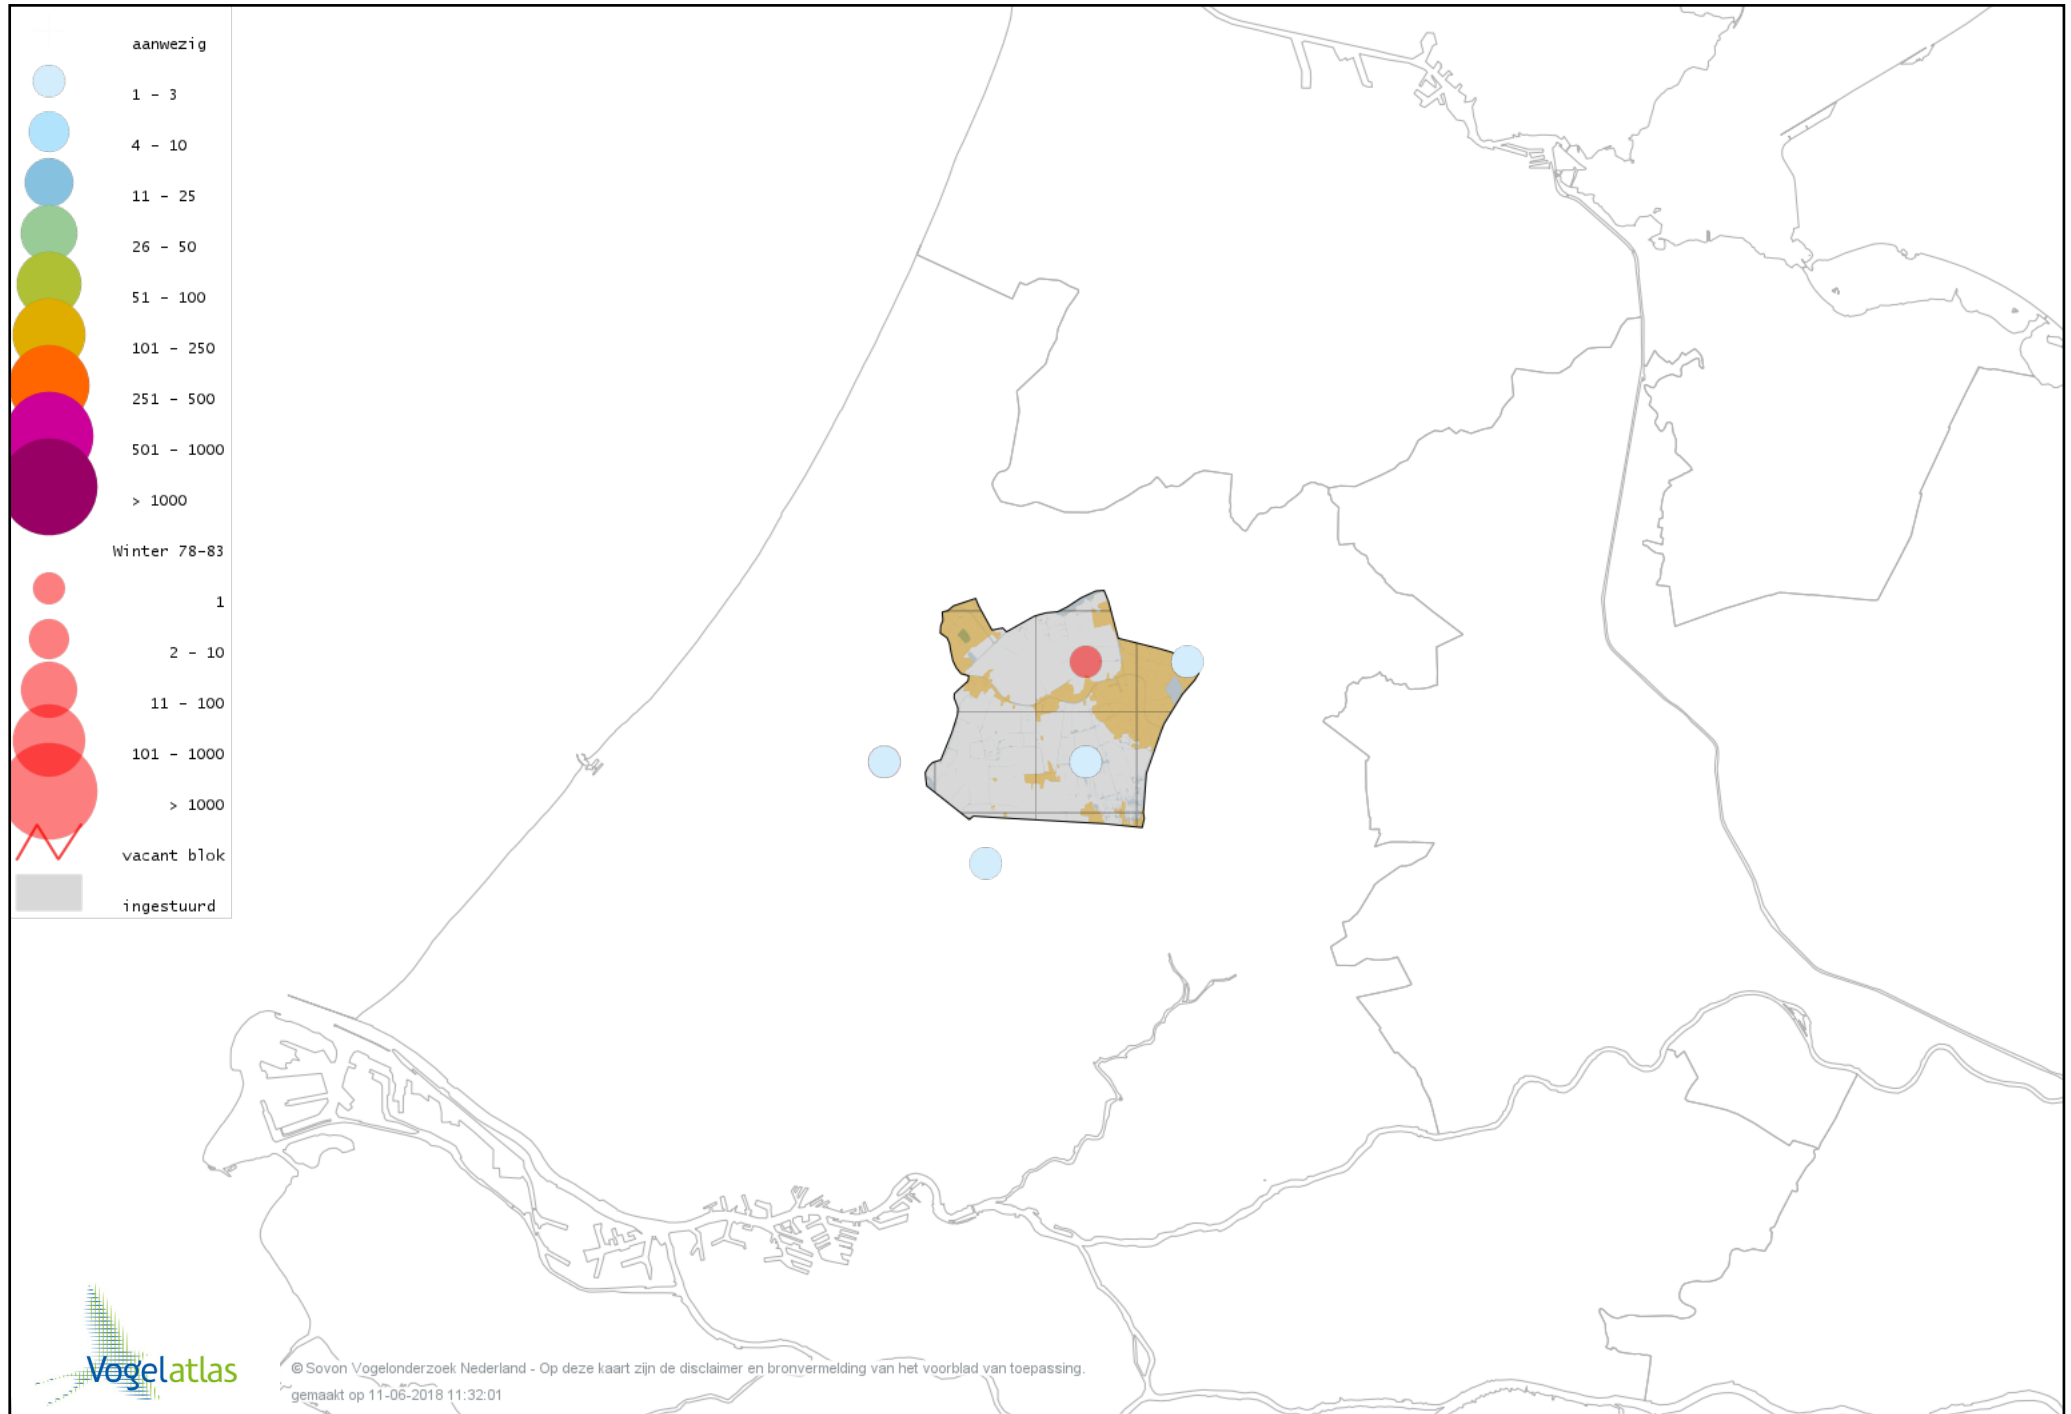 aanwezig
1 - 3
4 - 10
11 - 25
26 - 50
51 - 100
101 - 250
251 - 500
501 - 1000
> 1000
Winter 78-83
1
2 - 10
11 - 100
101 - 1000
> 1000
vacant blok
ingestuurd
Vogelatlas
© Sovon Vogelonderzoek Nederland - Op deze kaart zijn de disclaimer en bronvermelding van het voorblad van toepassing.
gemaakt op 11-06-2018 11:32:01